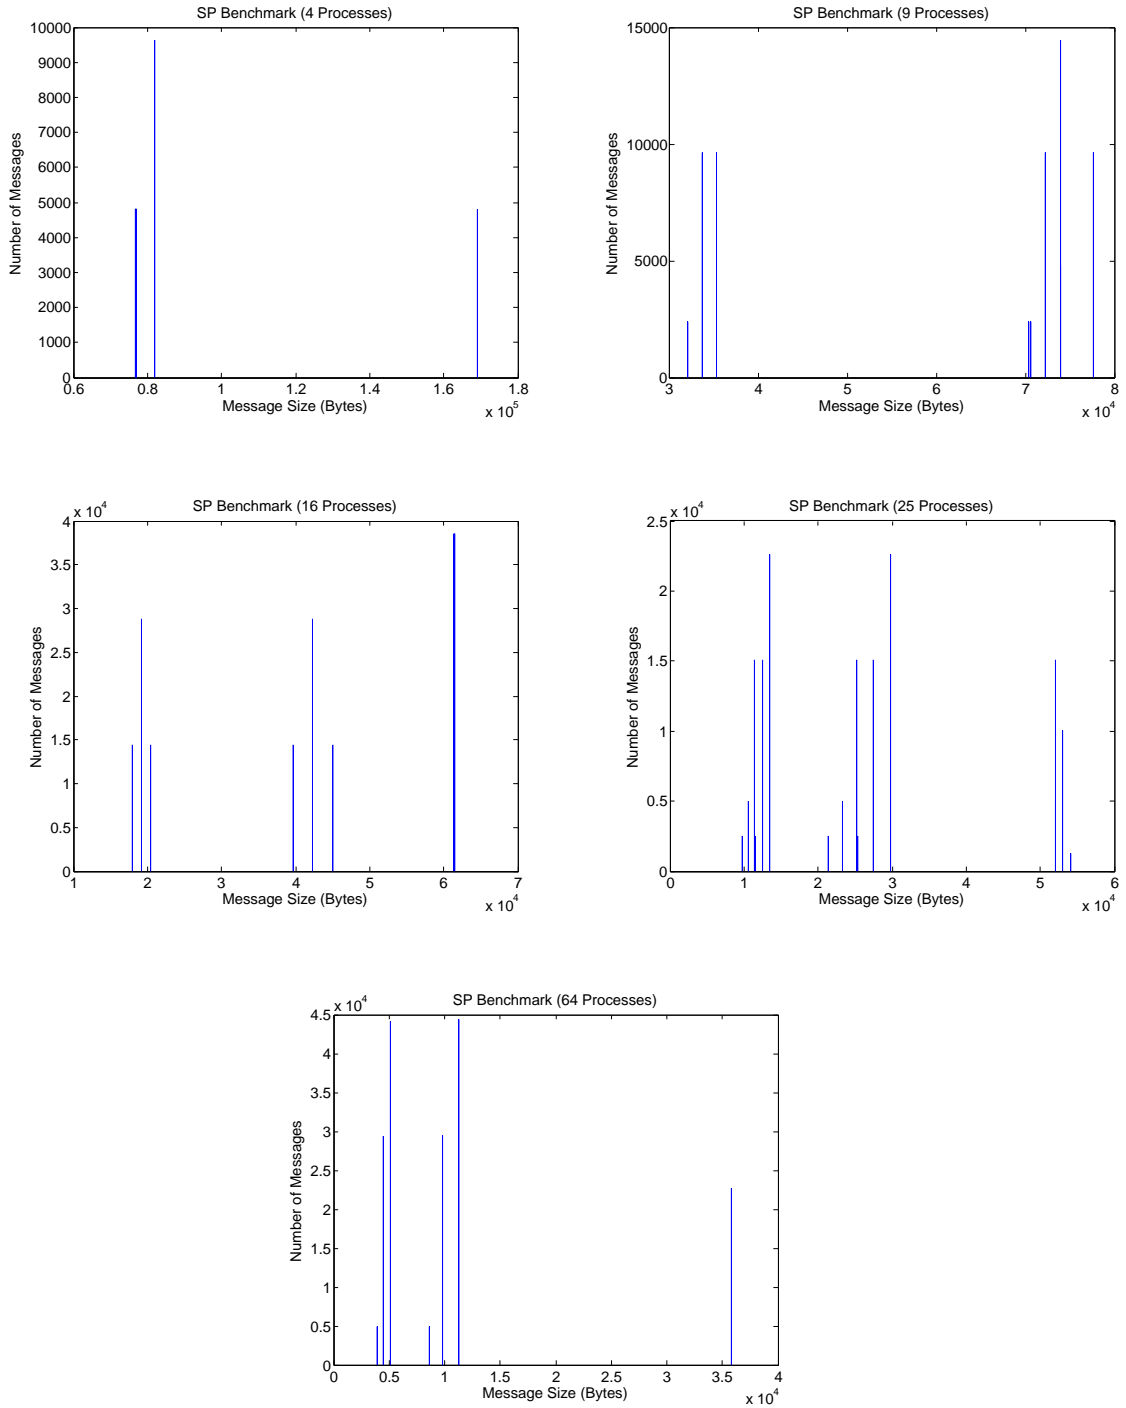 SP Benchmark (4 Processes)
10000
9000
8000
7000
6000
5000
4000
3000
2000
1000
0
Number of Messages
0.6 0.8 1 1.2 1.4 1.6 1.8
Message Size (Bytes)
x 10^5
SP Benchmark (9 Processes)
15000
10000
5000
0
Number of Messages
3 4 5 6 7 8
Message Size (Bytes)
x 10^4
SP Benchmark (16 Processes)
x 10^4
4
3.5
3
2.5
2
1.5
1
0.5
0
Number of Messages
1 2 3 4 5 6 7
Message Size (Bytes)
x 10^4
SP Benchmark (25 Processes)
x 10^4
2.5
2
1.5
1
0.5
0
Number of Messages
0 1 2 3 4 5 6
Message Size (Bytes)
x 10^4
SP Benchmark (64 Processes)
x 10^4
4.5
4
3.5
3
2.5
2
1.5
1
0.5
0
Number of Messages
0 0.5 1 1.5 2 2.5 3 3.5 4
Message Size (Bytes)
x 10^4